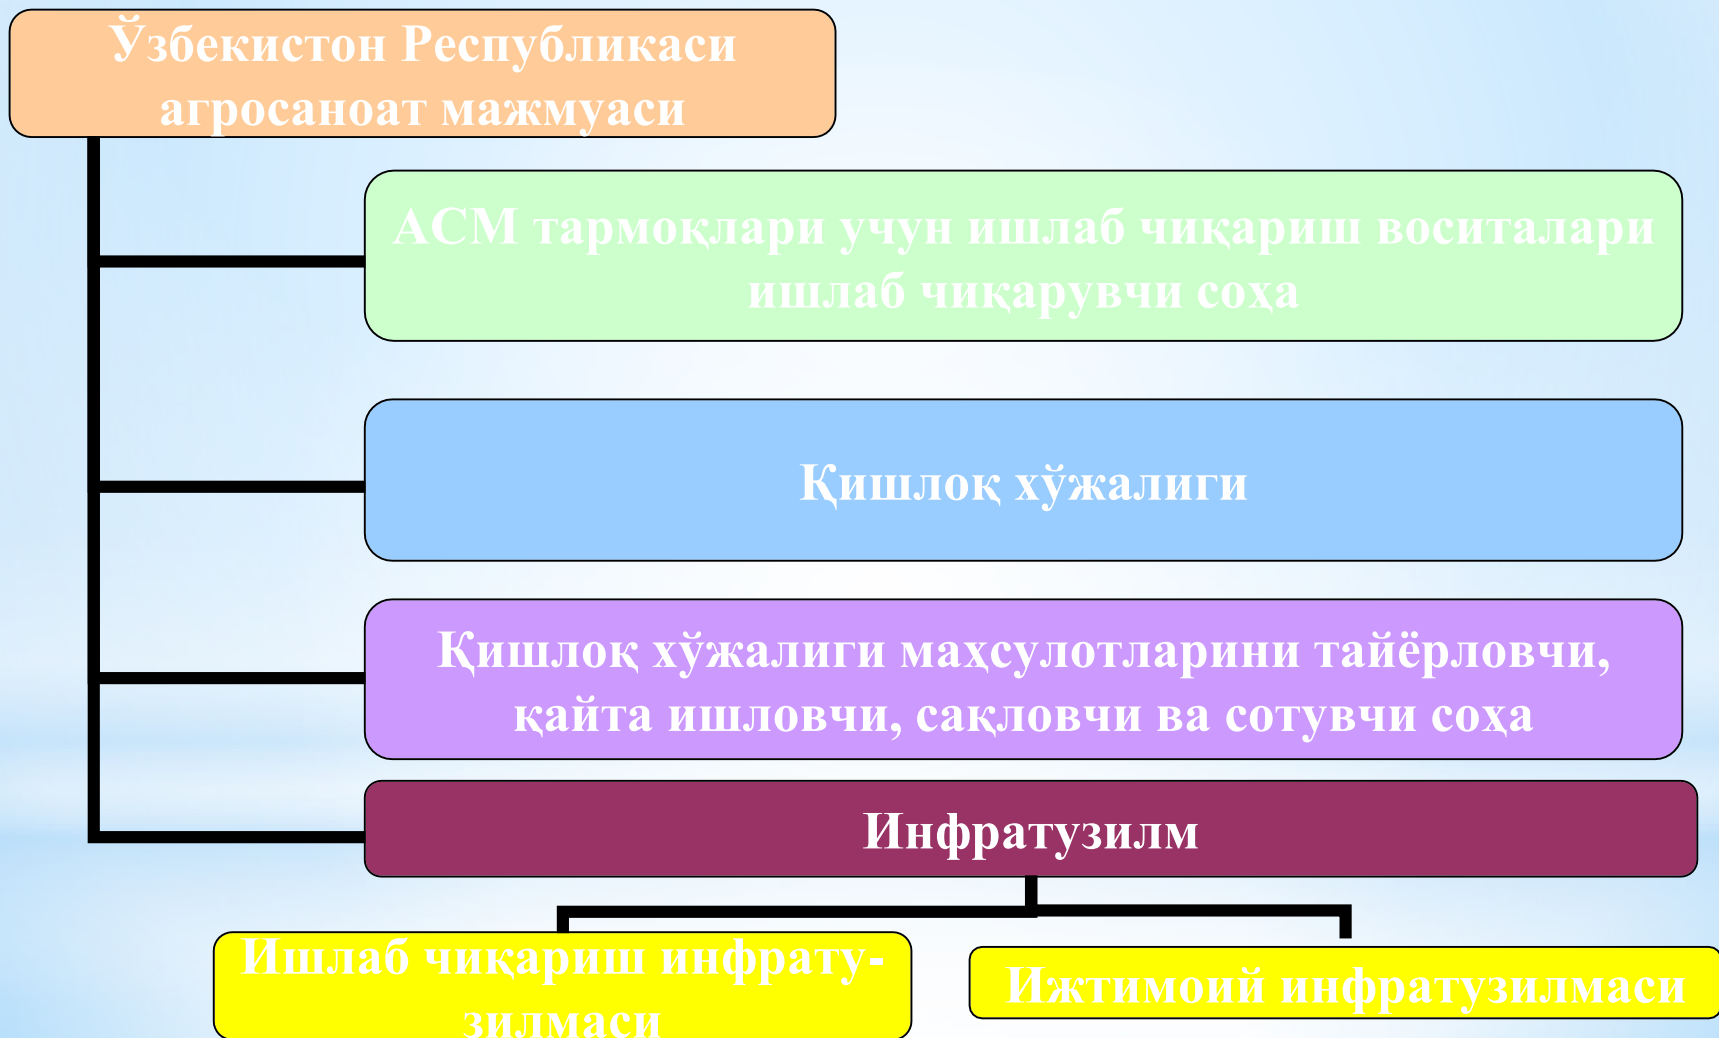 Ўзбекистон Республикаси
агросаноат мажмуаси
АСМ тармоқлари учун ишлаб чиқариш воситалари
ишлаб чиқарувчи соҳа
Қишлоқ хўжалиги
Қишлоқ хўжалиги маҳсулотларини тайёрловчи,
қайта ишловчи, сақловчи ва сотувчи соҳа
Инфратузилм
Ишлаб чиқариш инфрату-
зилмаси
Ижтимоий инфратузилмаси